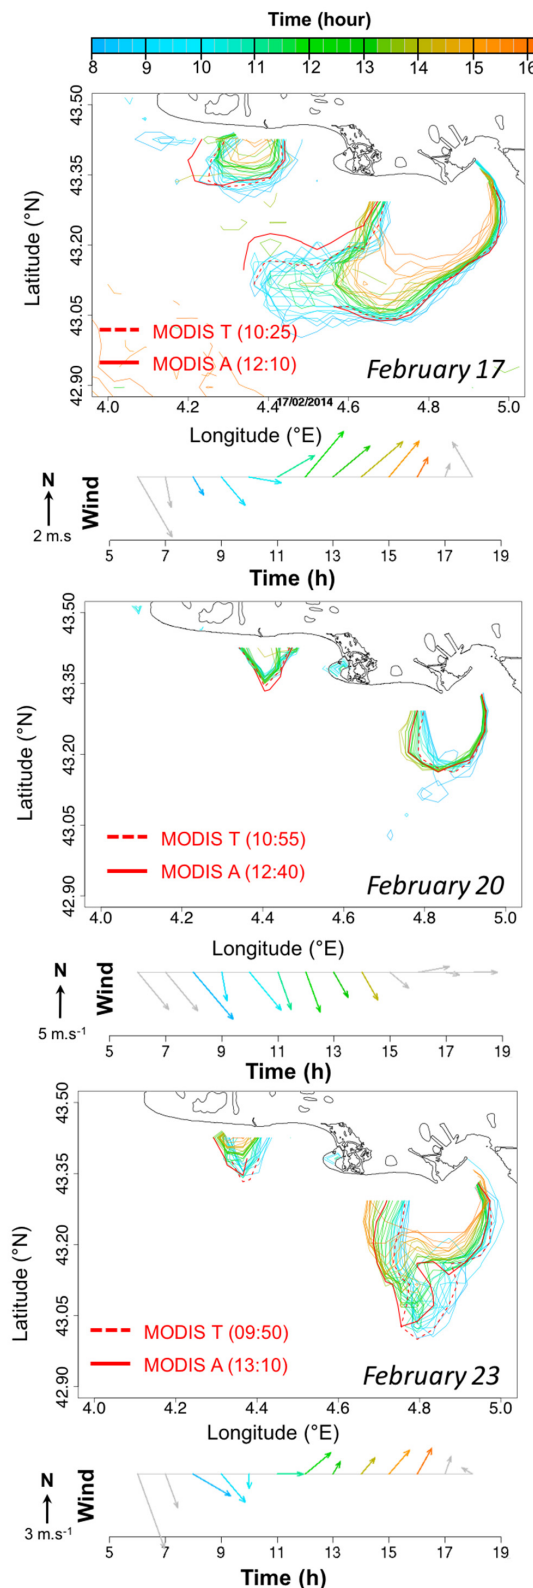 Time (hour)
8 9 10 11 12 13 14 15 16
43.50
43.35
43.20
43.05
42.90
Latitude (°N)
MODIS T (10:25)
MODIS A (12:10)
February 17
4.0 4.2 4.4 4.6 4.8 5.0
17/02/2014
Longitude (°E)
N
2 m.s
Wind
5 7 9 11 13 15 17 19
Time (h)
43.50
43.35
43.20
43.05
42.90
Latitude (°N)
MODIS T (10:55)
MODIS A (12:40)
February 20
4.0 4.2 4.4 4.6 4.8 5.0
Longitude (°E)
N
5 m.s⁻¹
Wind
5 7 9 11 13 15 17 19
Time (h)
43.50
43.35
43.20
43.05
42.90
Latitude (°N)
MODIS T (09:50)
MODIS A (13:10)
February 23
4.0 4.2 4.4 4.6 4.8 5.0
Longitude (°E)
N
3 m.s⁻¹
Wind
5 7 9 11 13 15 17 19
Time (h)